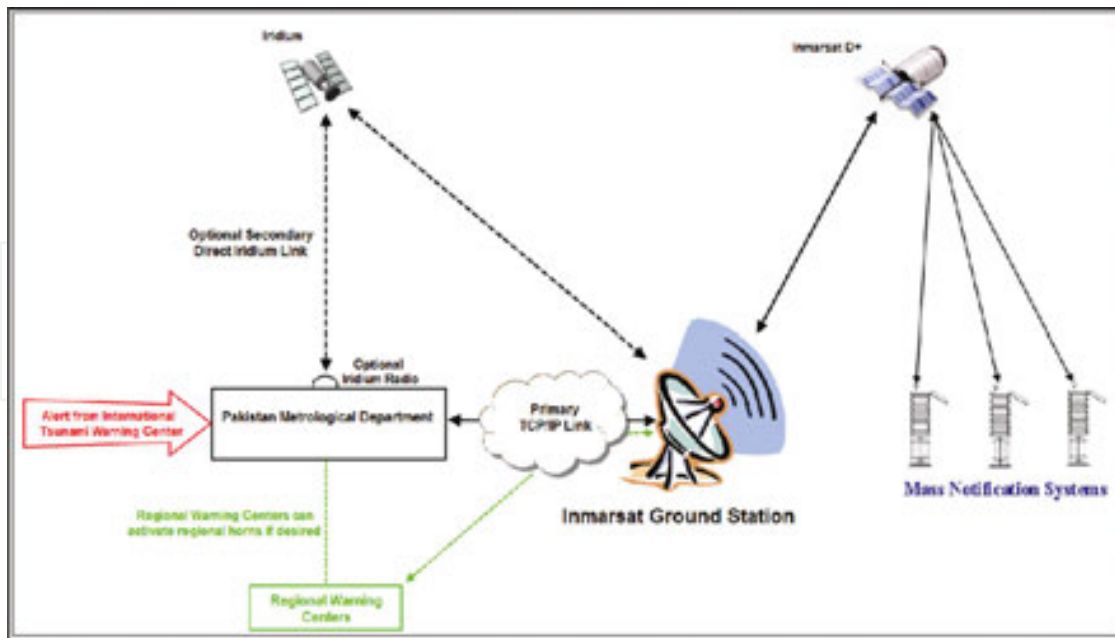 Iridium
Inmarsat D+
Optional Secondary
Direct Iridium Link
Optional
Iridium Radio
Alert from International
Tsunami Warning Center
Pakistan Metrological Department
Primary
TCP/IP Link
Mass Notification Systems
Inmarsat Ground Station
Regional Warning Centers can
activate regional horns if desired
Regional Warning
Centers